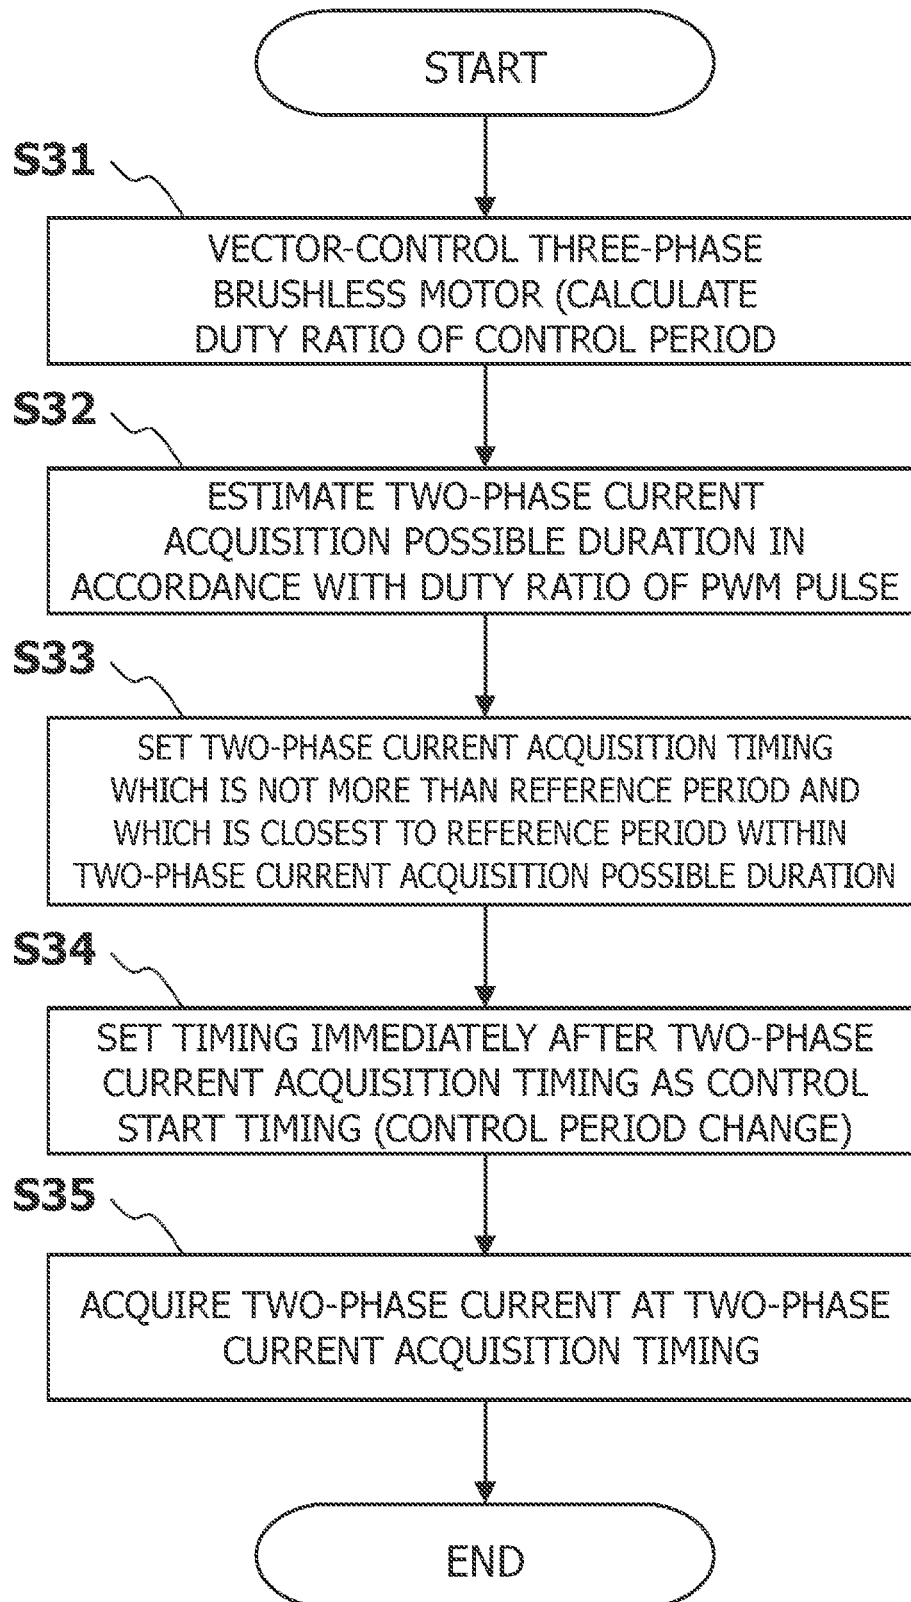 START
S31
VECTOR-CONTROL THREE-PHASE
BRUSHLESS MOTOR (CALCULATE
DUTY RATIO OF CONTROL PERIOD
S32
ESTIMATE TWO-PHASE CURRENT
ACQUISITION POSSIBLE DURATION IN
ACCORDANCE WITH DUTY RATIO OF PWM PULSE
S33
SET TWO-PHASE CURRENT ACQUISITION TIMING
WHICH IS NOT MORE THAN REFERENCE PERIOD AND
WHICH IS CLOSEST TO REFERENCE PERIOD WITHIN
TWO-PHASE CURRENT ACQUISITION POSSIBLE DURATION
S34
SET TIMING IMMEDIATELY AFTER TWO-PHASE
CURRENT ACQUISITION TIMING AS CONTROL
START TIMING (CONTROL PERIOD CHANGE)
S35
ACQUIRE TWO-PHASE CURRENT AT TWO-PHASE
CURRENT ACQUISITION TIMING
END